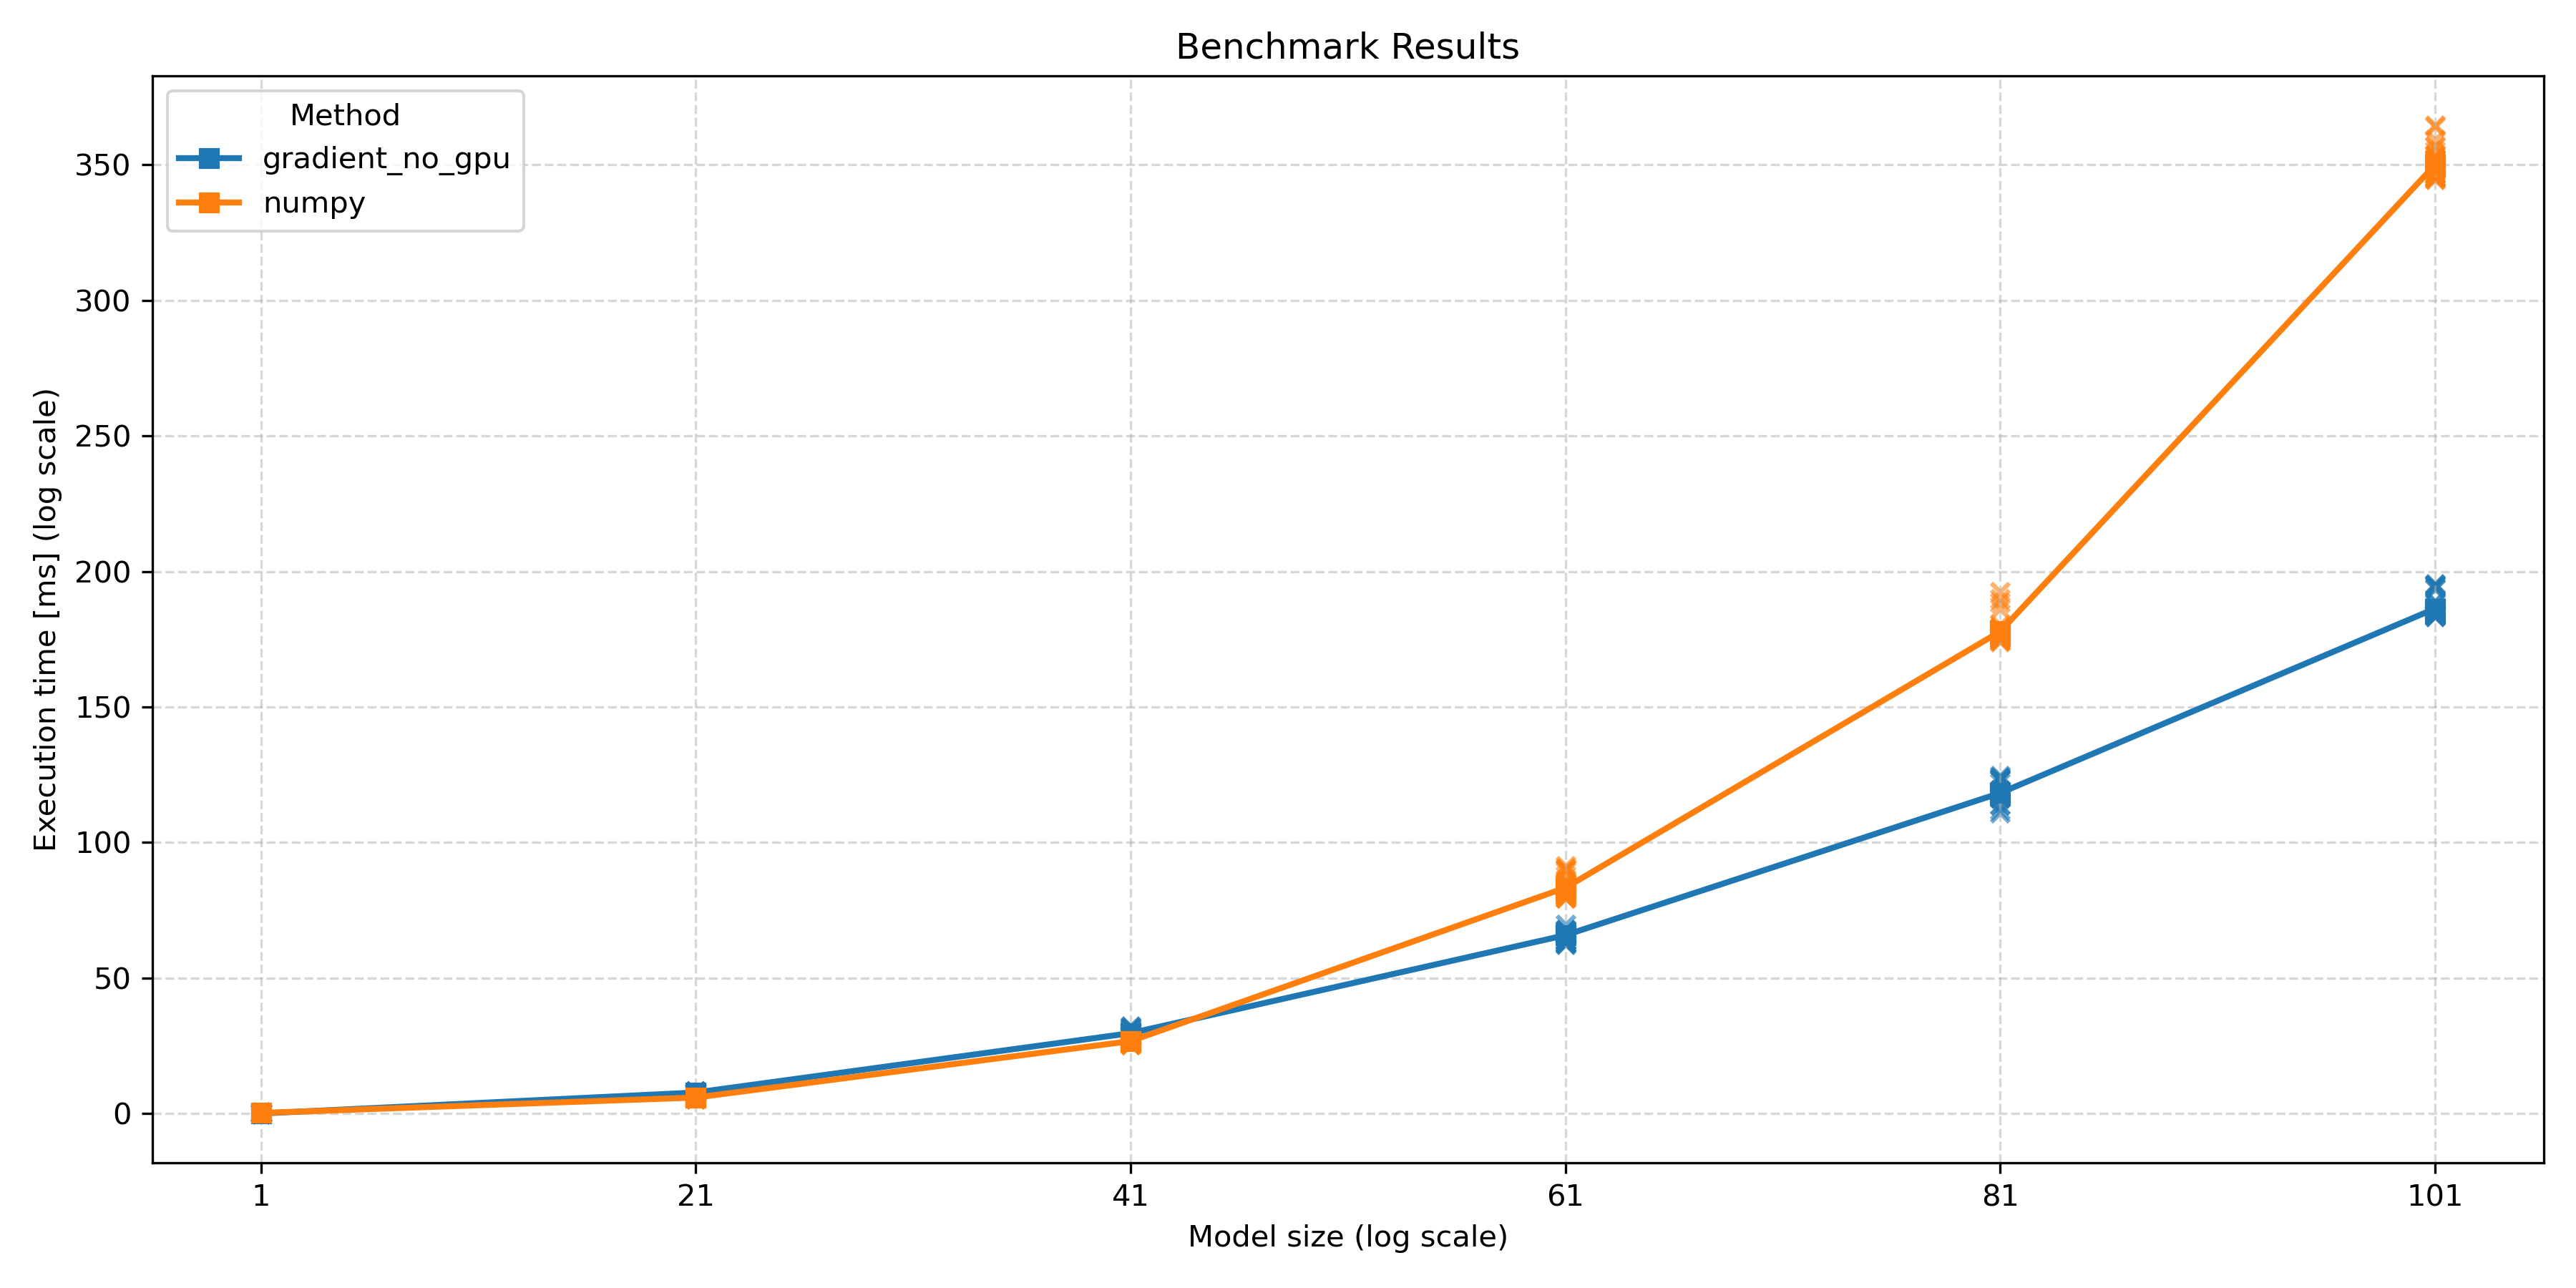 Benchmark Results
Method
gradient_no_gpu
numpy
Execution time [ms] (log scale)
350
300
250
200
150
100
50
0
1 21 41 61 81 101
Model size (log scale)